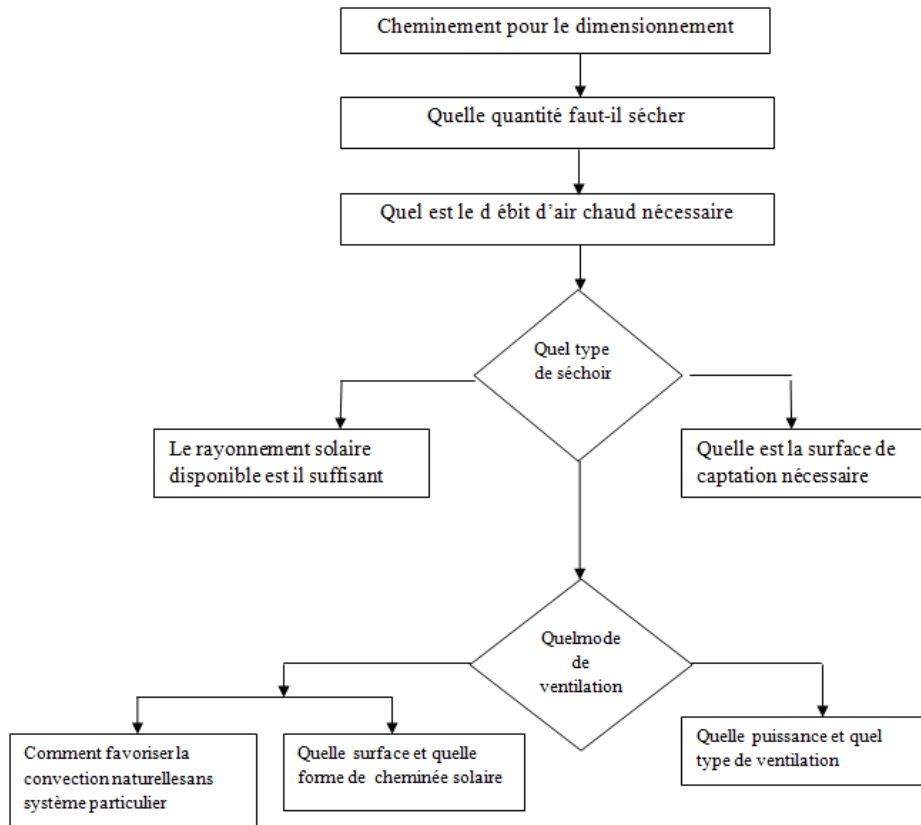 Cheminement pour le dimensionnement
Quelle quantité faut-il sécher
Quel est le d ébit d'air chaud nécessaire
Quel type
de séchoir
Le rayonnement solaire
disponible est il suffisant
Quelle est la surface de
captation nécessaire
Quelmode
de
ventilation
Comment favoriser la
convection naturellesans
système particulier
Quelle surface et quelle
forme de cheminée solaire
Quelle puissance et quel
type de ventilation